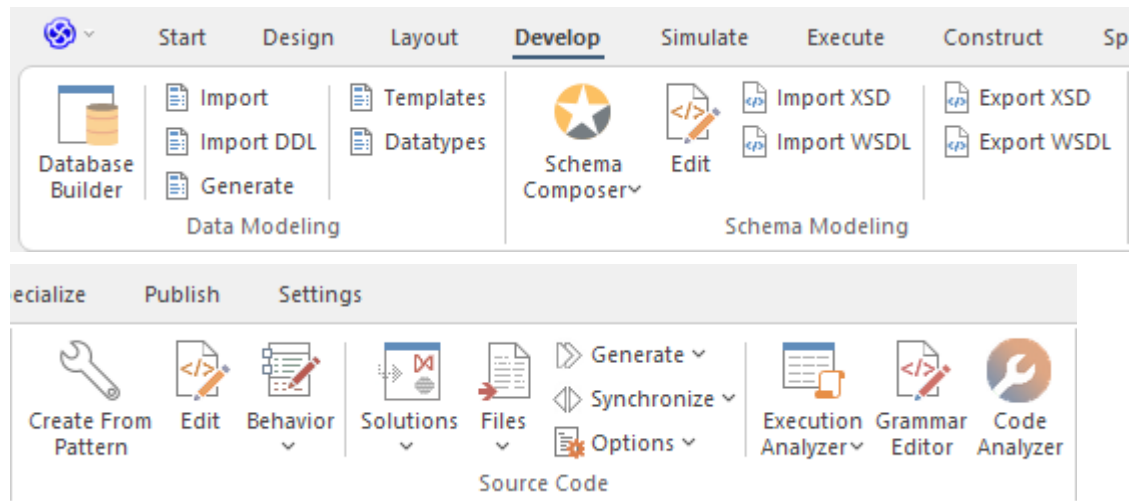 Start Design Layout Develop Simulate Execute Construct Sp
Import Templates Import XSD Export XSD
Import DDL Datatypes Import WSDL Export WSDL
Database Builder
Generate
Schema Composer
Edit
Data Modeling Schema Modeling
ecialize Publish Settings
Generate
Synchronize
Options
Create From Pattern
Edit
Behavior
Solutions
Files
Execution Analyzer
Grammar Editor
Code Analyzer
Source Code